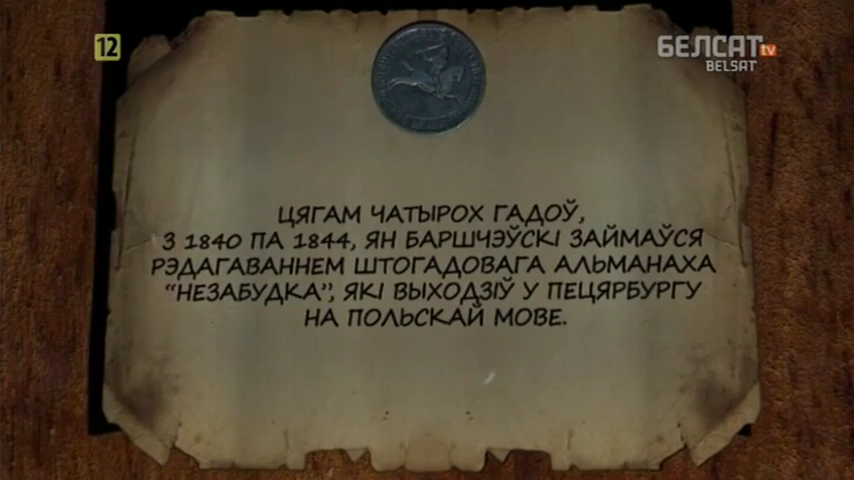 12
БЕЛСАТ tv
BELSAT
ЦЯГАМ ЧАТЫРОХ ГАДОЎ,
З 1840 ПА 1844, ЯН БАРШЧЭЎСКІ ЗАЙМАЎСЯ
РЭДАГАВАННЕМ ШТОГАДОВАГА АЛЬМАНАХА
“НЕЗАБУДКА”, ЯКІ ВЫХОДЗІЎ У ПЕЦЯРБУРГУ
НА ПОЛЬСКАЙ МОВЕ.